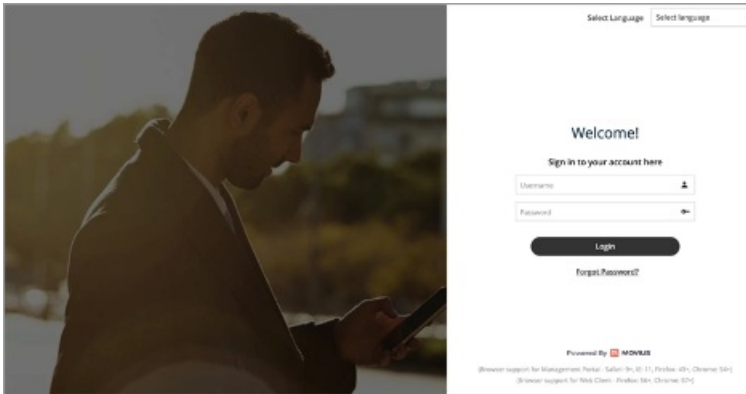 Select Language Select language
Welcome!
Sign in to your account here
Username
Password
Login
Forgot Password?
Powered By MOVIUS
(Browser support for Management Portal - Safari: 9+, IE: 11, Firefox: 49+, Chrome: 54+)
(Browser support for Web Client - Firefox: 56+, Chrome: 67+)